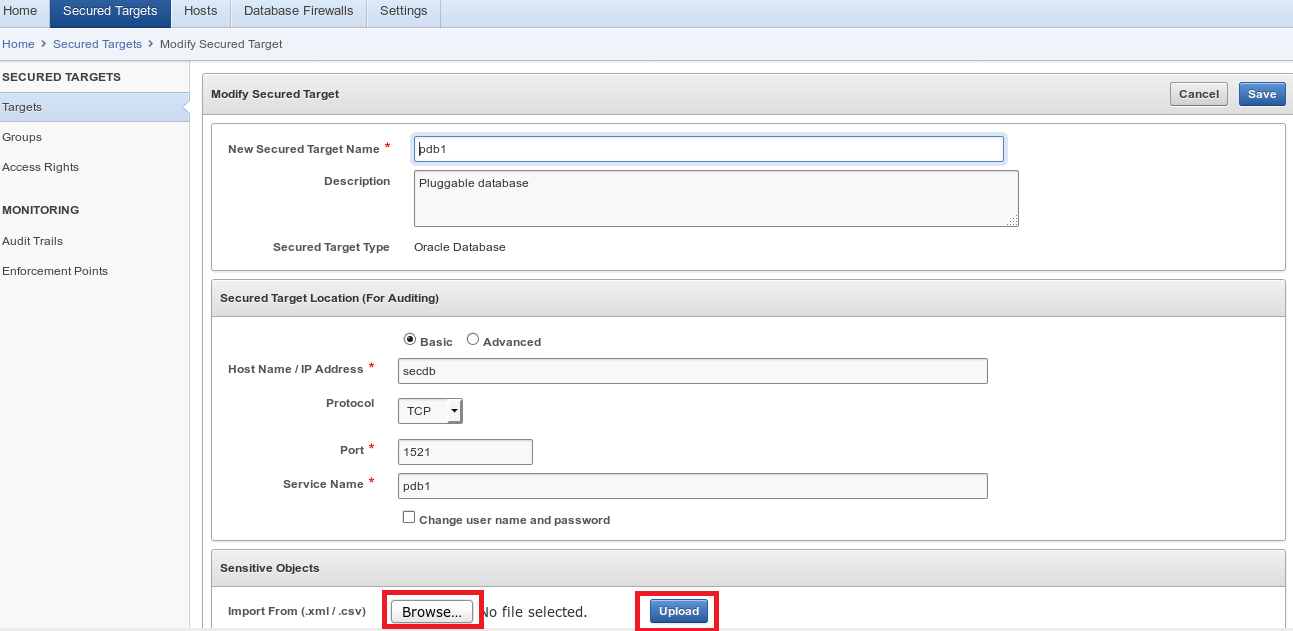 Home Secured Targets Hosts Database Firewalls Settings
Home > Secured Targets > Modify Secured Target
SECURED TARGETS
Targets
Groups
Access Rights
MONITORING
Audit Trails
Enforcement Points
Modify Secured Target Cancel Save
New Secured Target Name * pdb1
Description Pluggable database
Secured Target Type Oracle Database
Secured Target Location (For Auditing)
Basic Advanced
Host Name / IP Address * secdb
Protocol TCP
Port * 1521
Service Name * pdb1
Change user name and password
Sensitive Objects
Import From (.xml / .csv) Browse... No file selected. Upload